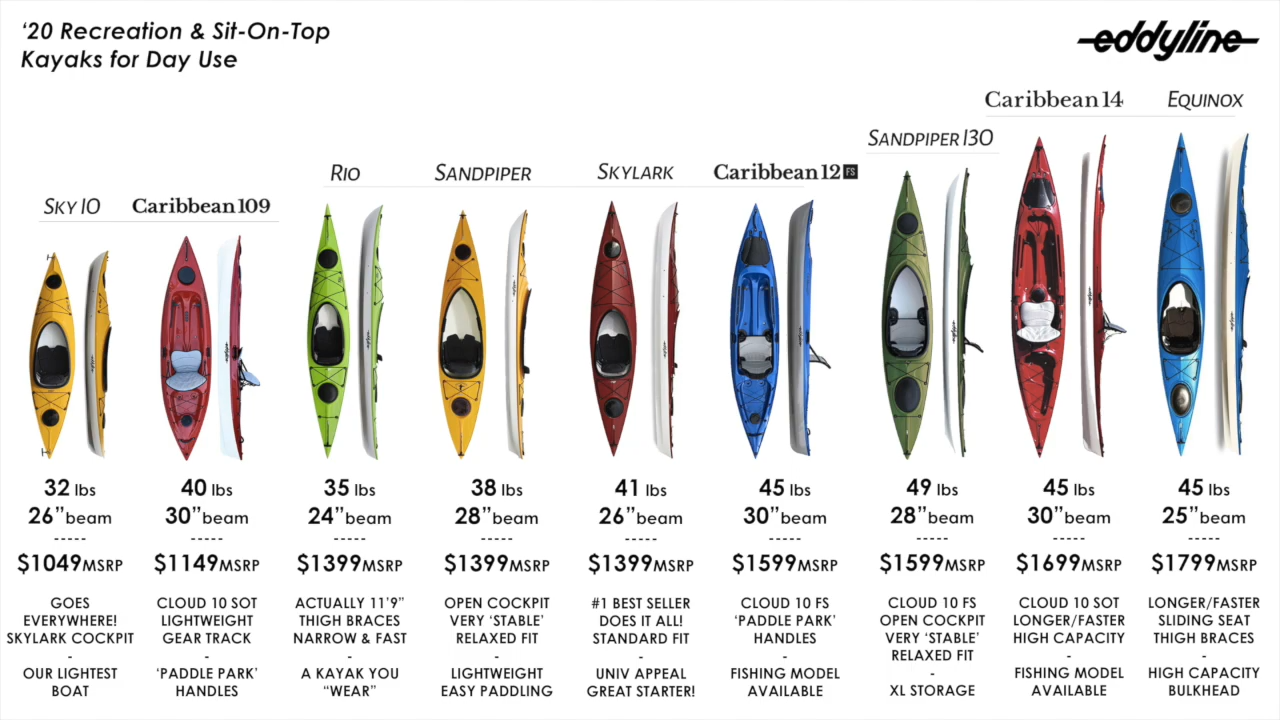 ‘20 Recreation & Sit-On-Top
Kayaks for Day Use
eddyline
SKY 10
Caribbean 109
RIO
SANDPIPER
SKYLARK
Caribbean 12 FS
SANDPIPER 130
Caribbean 14
EQUINOX
32 lbs
26”beam
-----
$1049MSRP
GOES
EVERYWHERE!
SKYLARK COCKPIT
-
OUR LIGHTEST
BOAT
40 lbs
30”beam
-----
$1149MSRP
CLOUD 10 SOT
LIGHTWEIGHT
GEAR TRACK
-
‘PADDLE PARK’
HANDLES
35 lbs
24”beam
-----
$1399MSRP
ACTUALLY 11’9”
THIGH BRACES
NARROW & FAST
-
A KAYAK YOU
“WEAR”
38 lbs
28”beam
-----
$1399MSRP
OPEN COCKPIT
VERY ‘STABLE’
RELAXED FIT
-
LIGHTWEIGHT
EASY PADDLING
41 lbs
26”beam
-----
$1399MSRP
#1 BEST SELLER
DOES IT ALL!
STANDARD FIT
-
UNIV APPEAL
GREAT STARTER!
45 lbs
30”beam
-----
$1599MSRP
CLOUD 10 FS
‘PADDLE PARK’
HANDLES
-
FISHING MODEL
AVAILABLE
49 lbs
28”beam
-----
$1599MSRP
CLOUD 10 FS
OPEN COCKPIT
VERY ‘STABLE’
RELAXED FIT
-
XL STORAGE
45 lbs
30”beam
-----
$1699MSRP
CLOUD 10 SOT
LONGER/FASTER
HIGH CAPACITY
-
FISHING MODEL
AVAILABLE
45 lbs
25”beam
-----
$1799MSRP
LONGER/FASTER
SLIDING SEAT
THIGH BRACES
-
HIGH CAPACITY
BULKHEAD